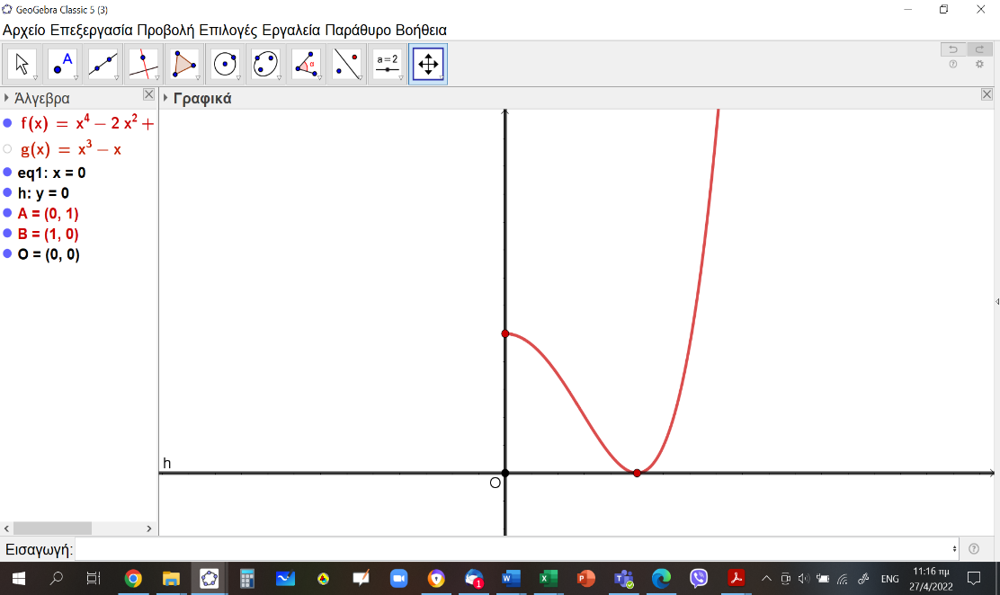 GeoGebra Classic 5 (3)
Αρχείο Επεξεργασία Προβολή Επιλογές Εργαλεία Παράθυρο Βοήθεια
A
α
a = 2
Άλγεβρα
Γραφικά
f(x) = x⁴ − 2 x² +
g(x) = x³ − x
eq1: x = 0
h: y = 0
A = (0, 1)
B = (1, 0)
O = (0, 0)
h
O
Εισαγωγή:
1
ENG
11:16 πμ
27/4/2022